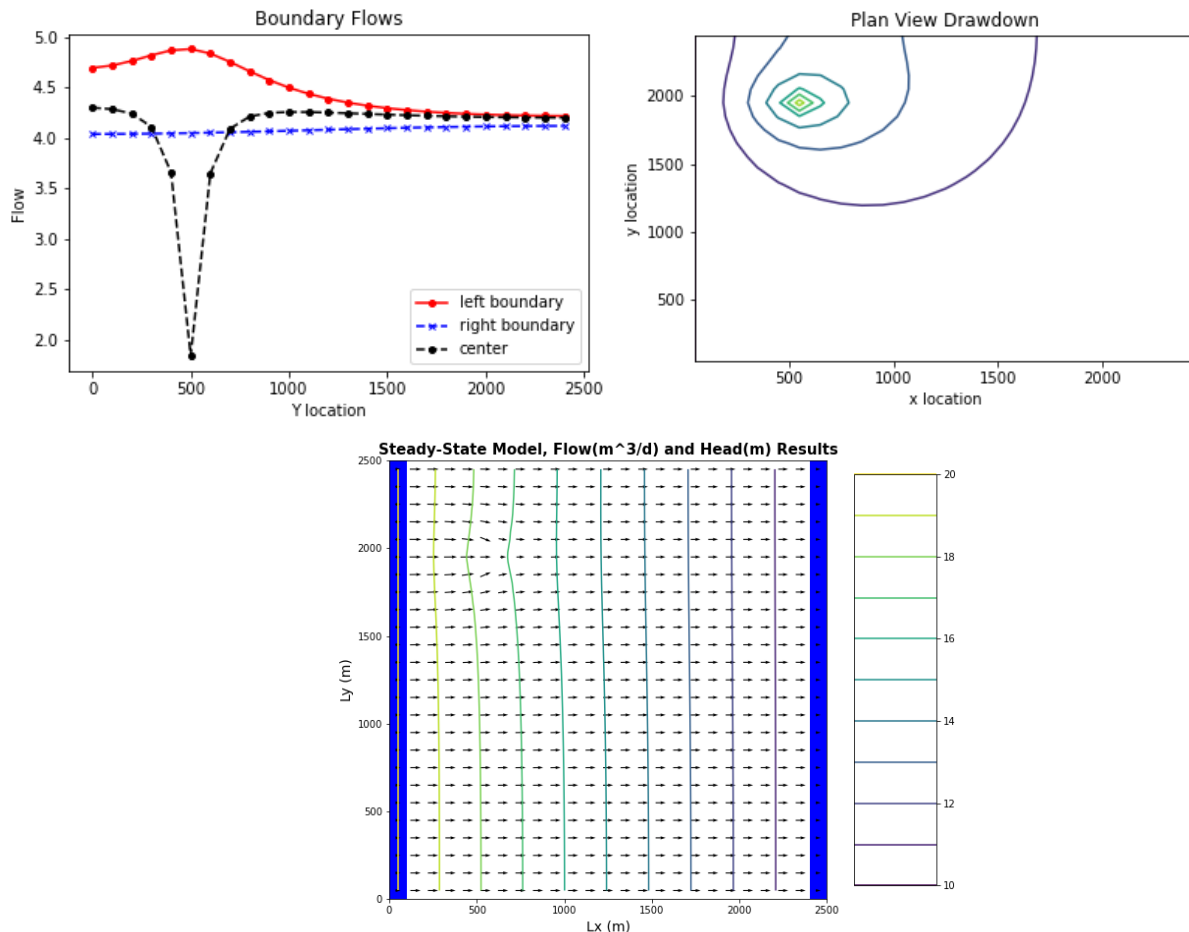 Boundary Flows
5.0
4.5
4.0
3.5
3.0
2.5
2.0
Flow
0 500 1000 1500 2000 2500
Y location
left boundary
right boundary
center
Plan View Drawdown
2000
1500
1000
500
y location
500 1000 1500 2000
x location
Steady-State Model, Flow(m^3/d) and Head(m) Results
2500
2000
1500
1000
500
0
Ly (m)
0 500 1000 1500 2000 2500
Lx (m)
20
18
16
14
12
10